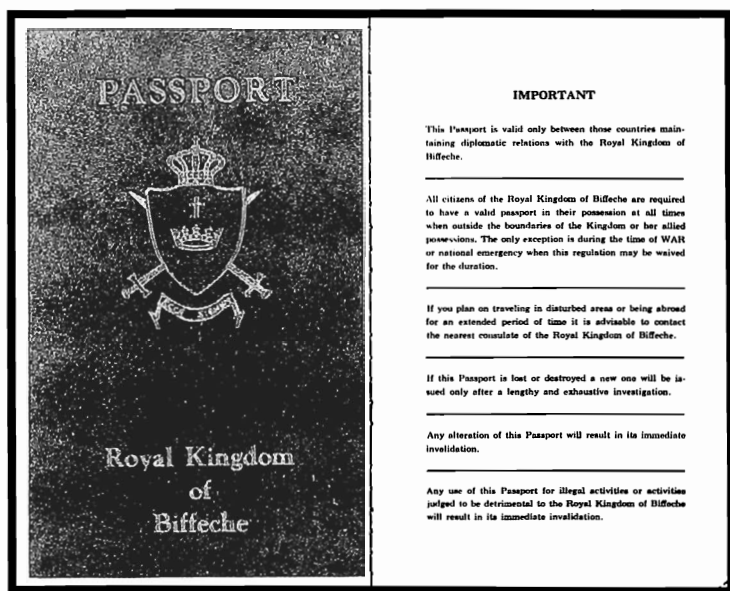 PASSPORT
Royal Kingdom
of
Biffeche
IMPORTANT
This Passport is valid only between those countries main-
taining diplomatic relations with the Royal Kingdom of
Biffeche.
All citizens of the Royal Kingdom of Biffeche are required
to have a valid passport in their possession at all times
when outside the boundaries of the Kingdom or her allied
possessions. The only exception is during the time of WAR
or national emergency when this regulation may be waived
for the duration.
If you plan on traveling in disturbed areas or being abroad
for an extended period of time it is advisable to contact
the nearest consulate of the Royal Kingdom of Biffeche.
If this Passport is lost or destroyed a new one will be is-
sued only after a lengthy and exhaustive investigation.
Any alteration of this Passport will result in its immediate
invalidation.
Any use of this Passport for illegal activities or activities
judged to be detrimental to the Royal Kingdom of Biffeche
will result in its immediate invalidation.